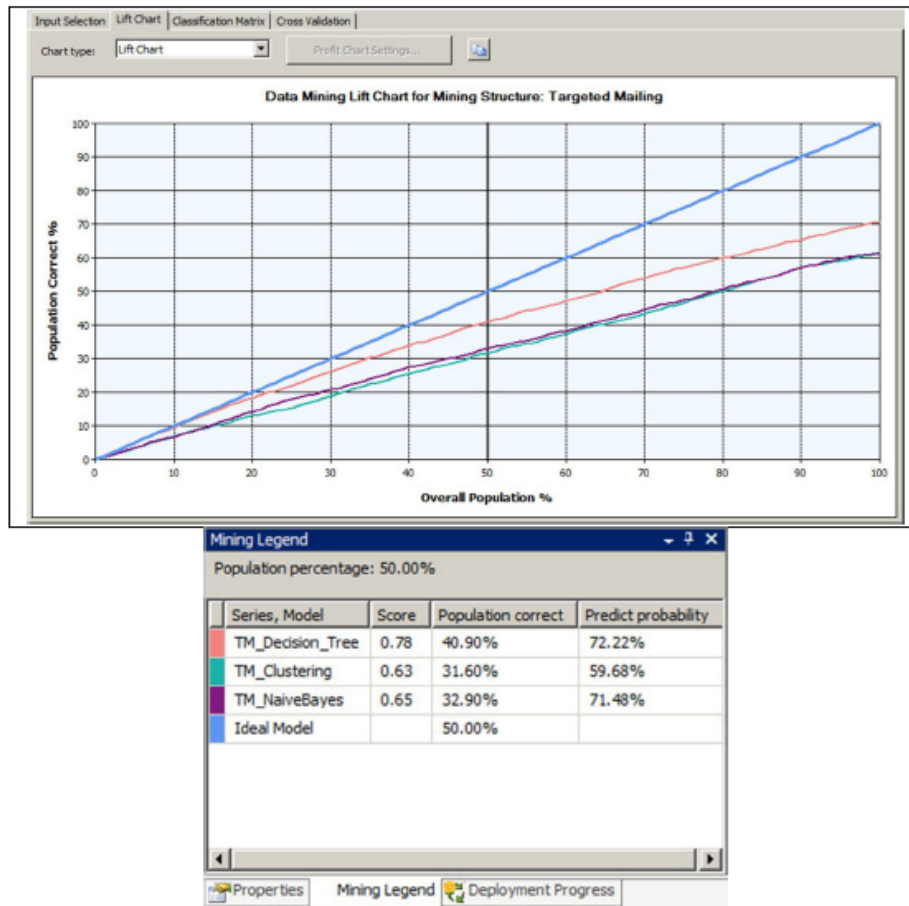 Input Selection Lift Chart Classification Matrix Cross Validation
Chart type: Lift Chart Profit Chart Settings...
Data Mining Lift Chart for Mining Structure: Targeted Mailing
100
90
80
70
60
50
40
30
20
10
0
Population Correct %
0 10 20 30 40 50 60 70 80 90 100
Overall Population %
Mining Legend
Population percentage: 50.00%
Series, Model Score Population correct Predict probability
TM_Decision_Tree 0.78 40.90% 72.22%
TM_Clustering 0.63 31.60% 59.68%
TM_NaiveBayes 0.65 32.90% 71.48%
Ideal Model 50.00%
Properties Mining Legend Deployment Progress